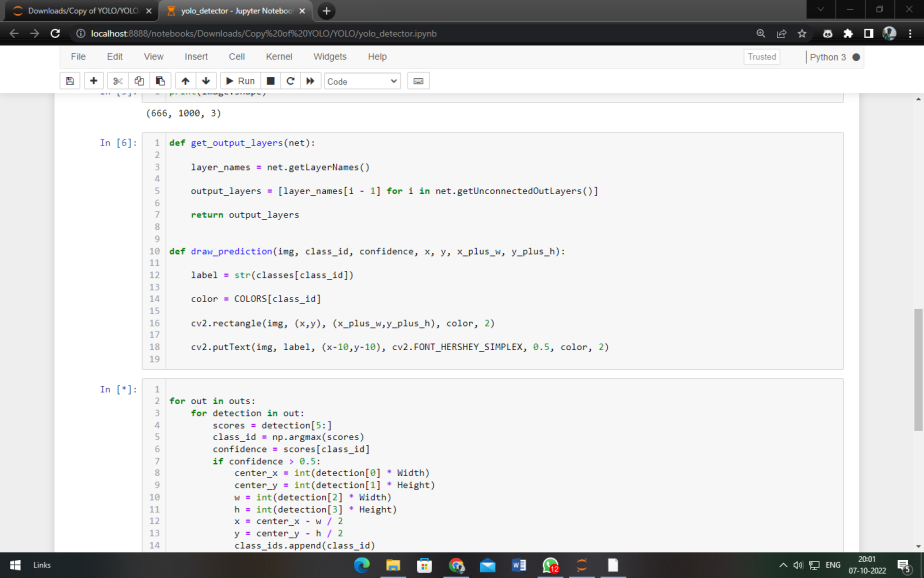 Downloads/Copy of YOLO/YOLO
yolo_detector - Jupyter Noteboo
localhost:8888/notebooks/Downloads/Copy%20of%20YOLO/YOLO/yolo_detector.ipynb
File Edit View Insert Cell Kernel Widgets Help
Trusted
Python 3
Run
Code
(666, 1000, 3)
In [6]:
1 def get_output_layers(net):
2
3 layer_names = net.getLayerNames()
4
5 output_layers = [layer_names[i - 1] for i in net.getUnconnectedOutLayers()]
6
7 return output_layers
8
9
10 def draw_prediction(img, class_id, confidence, x, y, x_plus_w, y_plus_h):
11
12 label = str(classes[class_id])
13
14 color = COLORS[class_id]
15
16 cv2.rectangle(img, (x,y), (x_plus_w,y_plus_h), color, 2)
17
18 cv2.putText(img, label, (x-10,y-10), cv2.FONT_HERSHEY_SIMPLEX, 0.5, color, 2)
19
In [*]:
1
2 for out in outs:
3 for detection in out:
4 scores = detection[5:]
5 class_id = np.argmax(scores)
6 confidence = scores[class_id]
7 if confidence > 0.5:
8 center_x = int(detection[0] * Width)
9 center_y = int(detection[1] * Height)
10 w = int(detection[2] * Width)
11 h = int(detection[3] * Height)
12 x = center_x - w / 2
13 y = center_y - h / 2
14 class_ids.append(class_id)
Links
12
ENG
20:01
07-10-2022
5